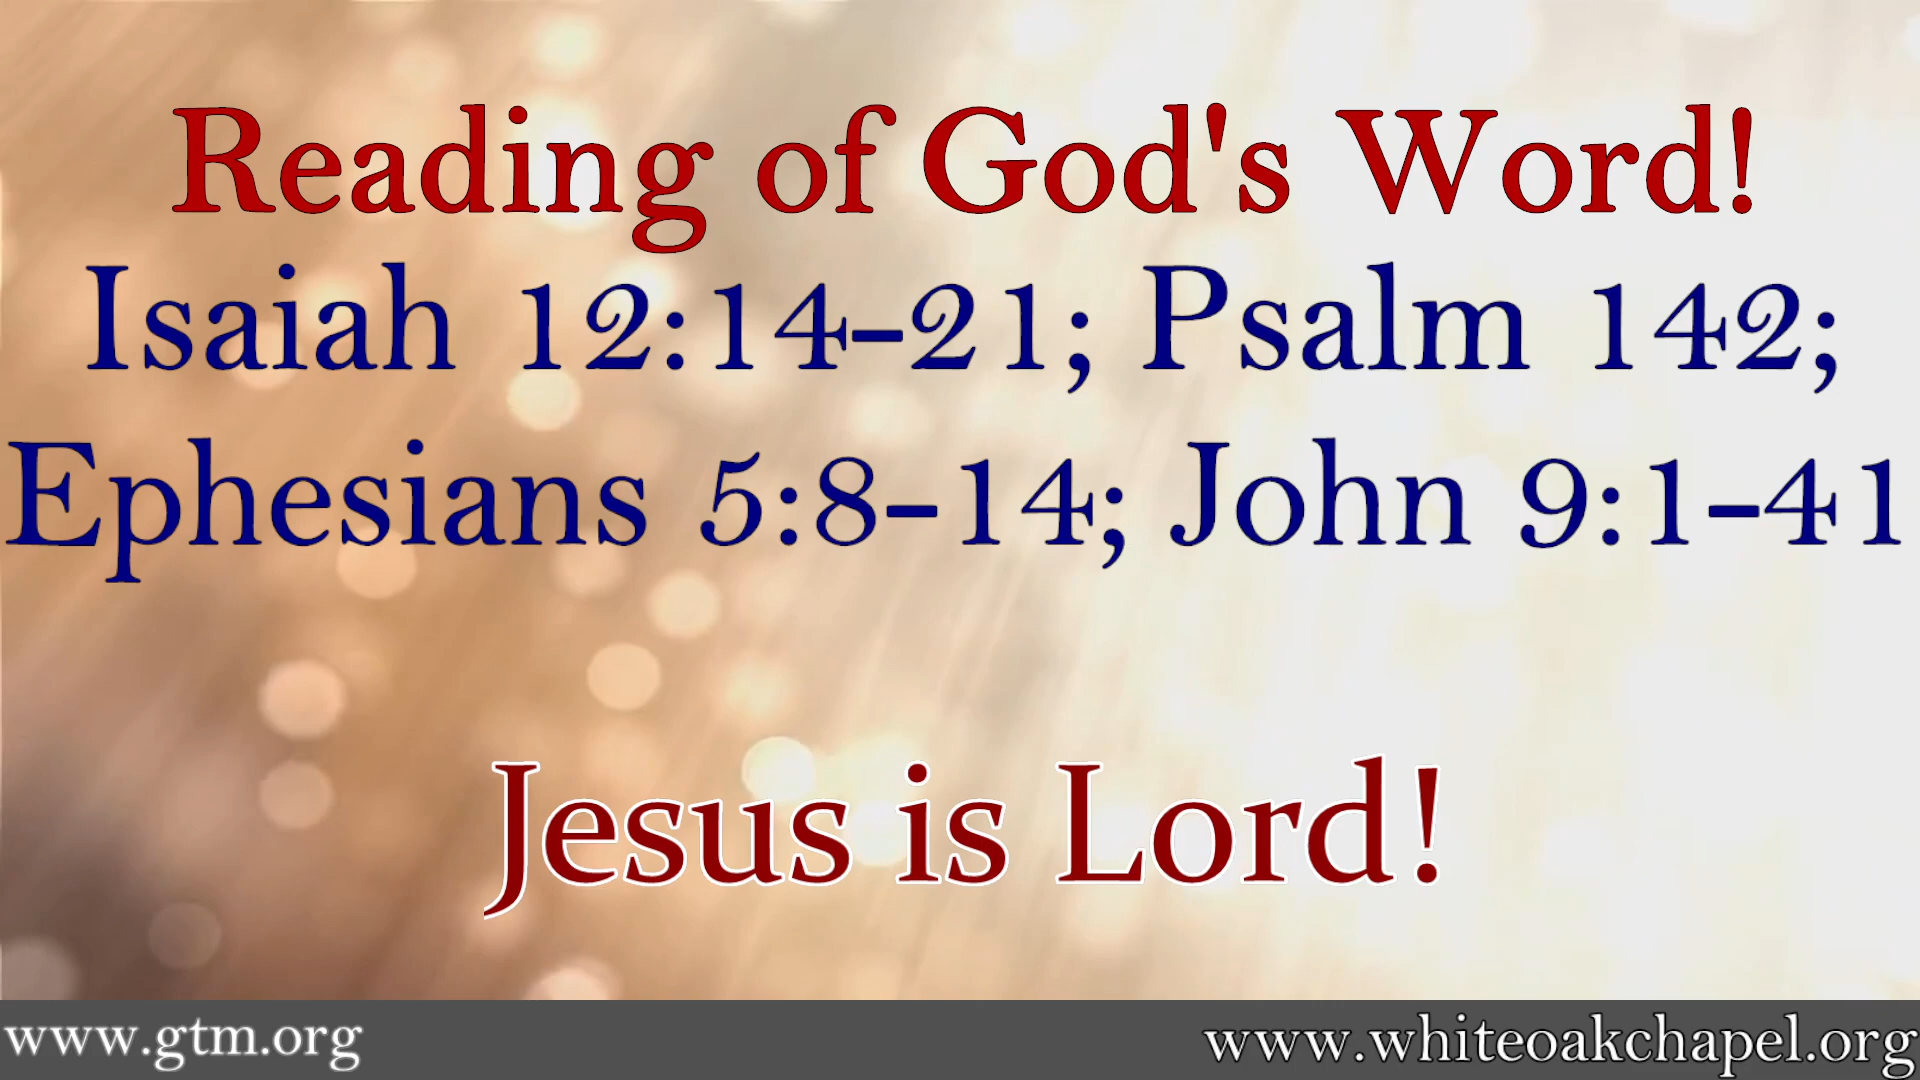 Reading of God's Word!
Isaiah 12:14-21; Psalm 142;
Ephesians 5:8-14; John 9:1-41
Jesus is Lord!
www.gtm.org
www.whiteoakchapel.org